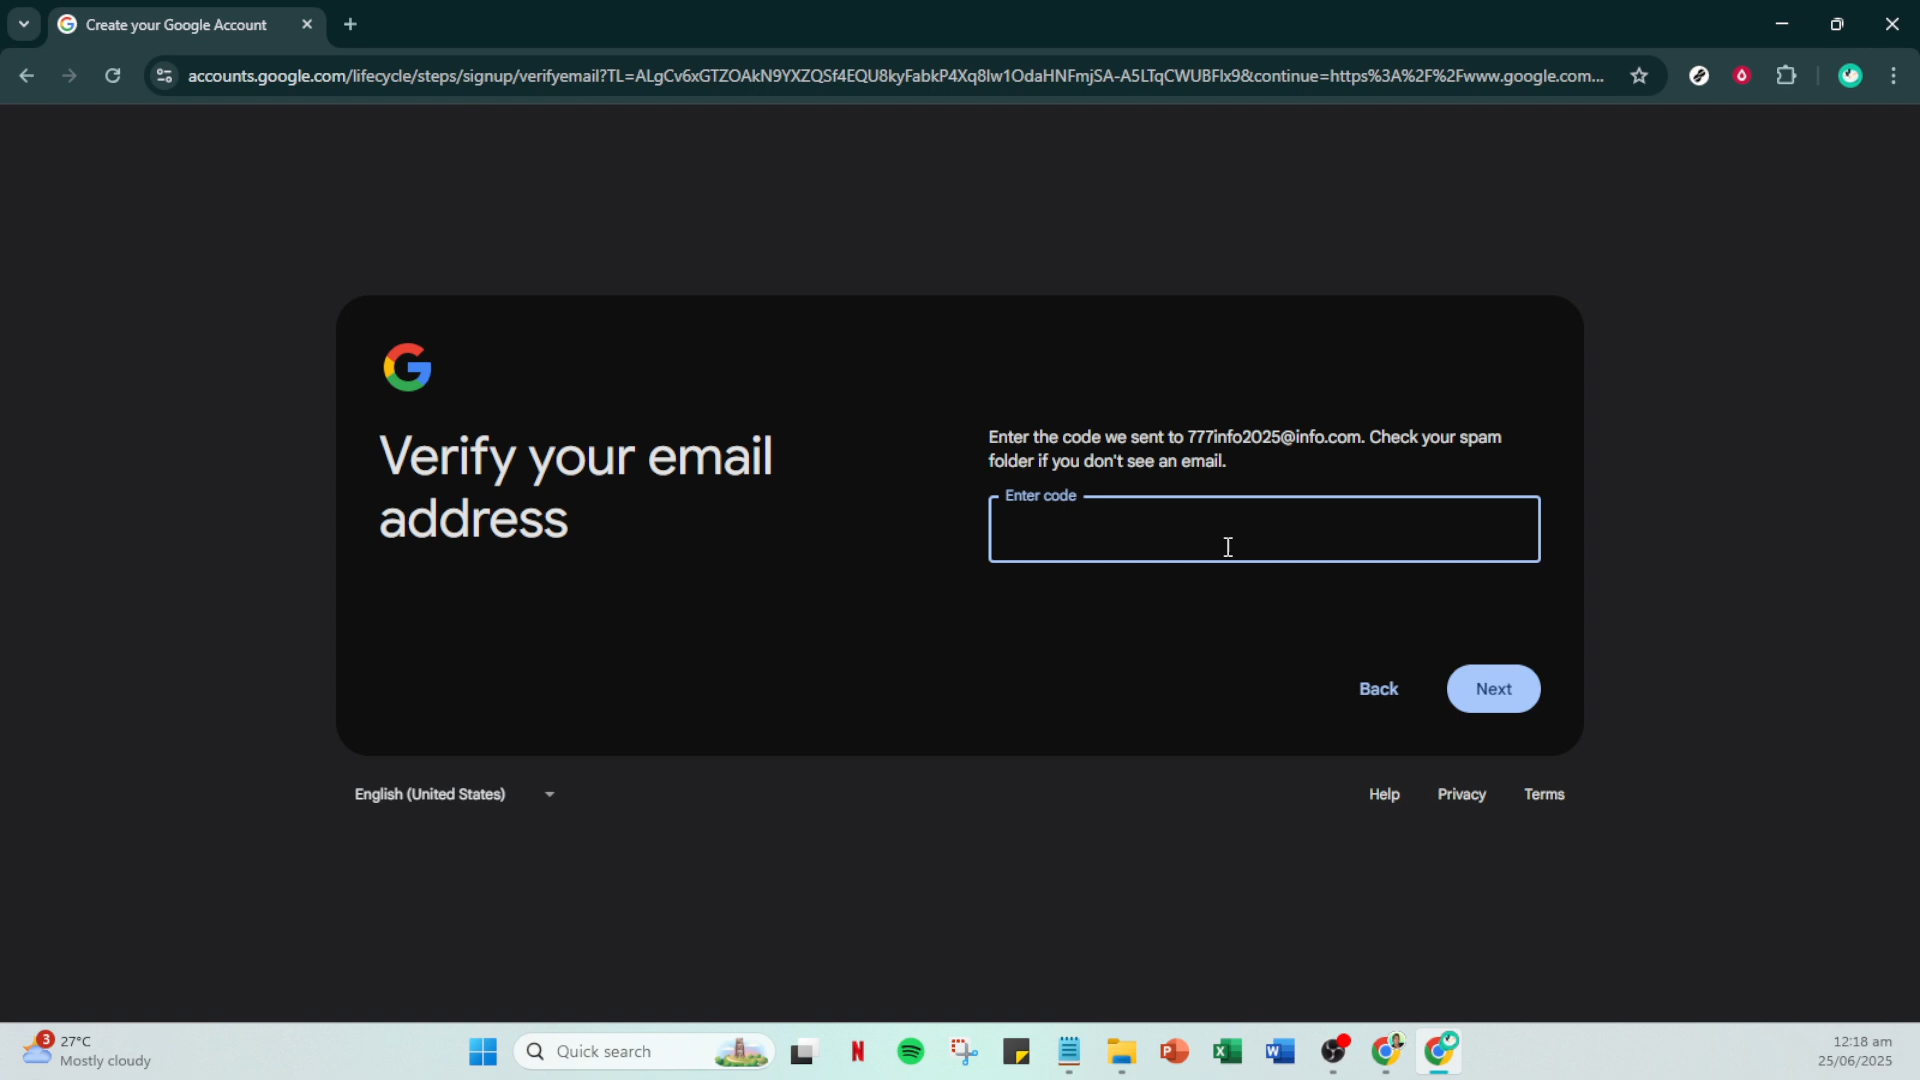 Create your Google Account
accounts.google.com/lifecycle/steps/signup/verifyemail?TL=ALgCv6xGTZOAkN9YXZQSf4EQU8kyFabkP4Xq8lw1OdaHNFmjSA-A5LTqCWUBFlx9&continue=https%3A%2F%2Fwww.google.com...
Verify your email
address
Enter the code we sent to 777info2025@info.com. Check your spam
folder if you don't see an email.
Enter code
Back
Next
English (United States)
Help
Privacy
Terms
3
27°C
Mostly cloudy
Quick search
12:18 am
25/06/2025